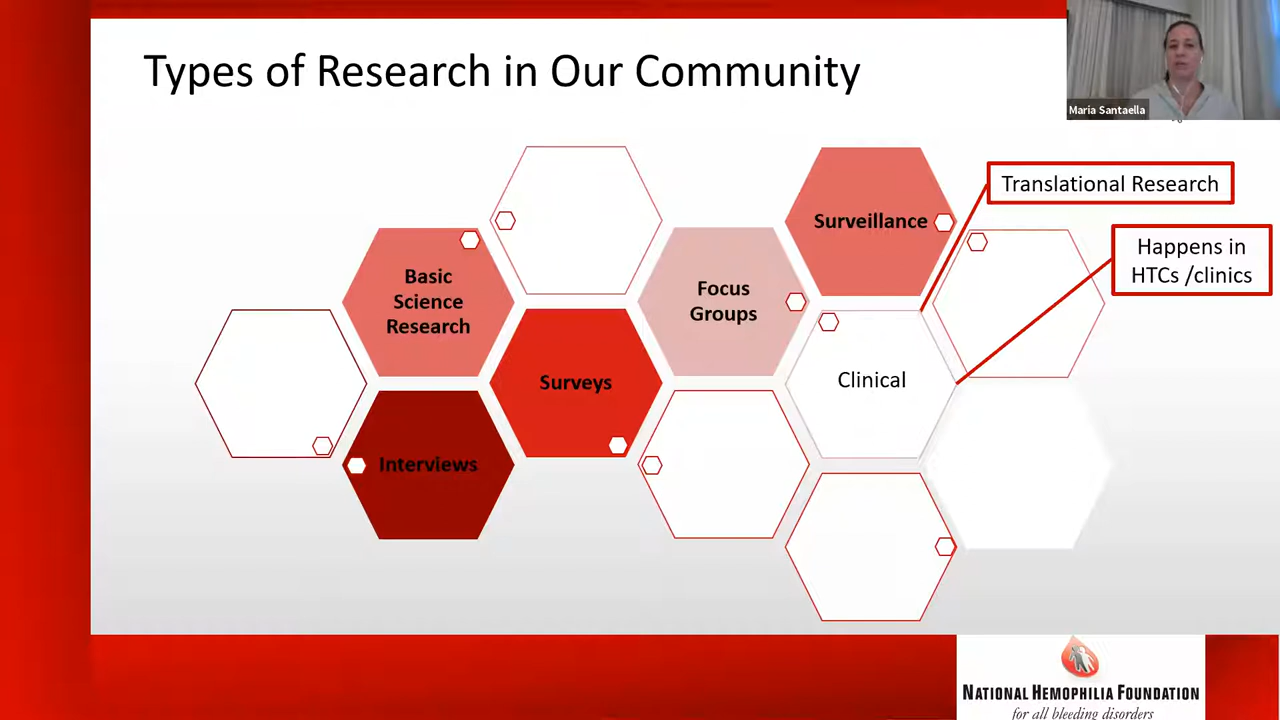 Types of Research in Our Community
Maria Santaella
Surveillance
Translational Research
Happens in
HTCs /clinics
Basic
Science
Research
Focus
Groups
Surveys
Clinical
Interviews
NATIONAL HEMOPHILIA FOUNDATION
for all bleeding disorders